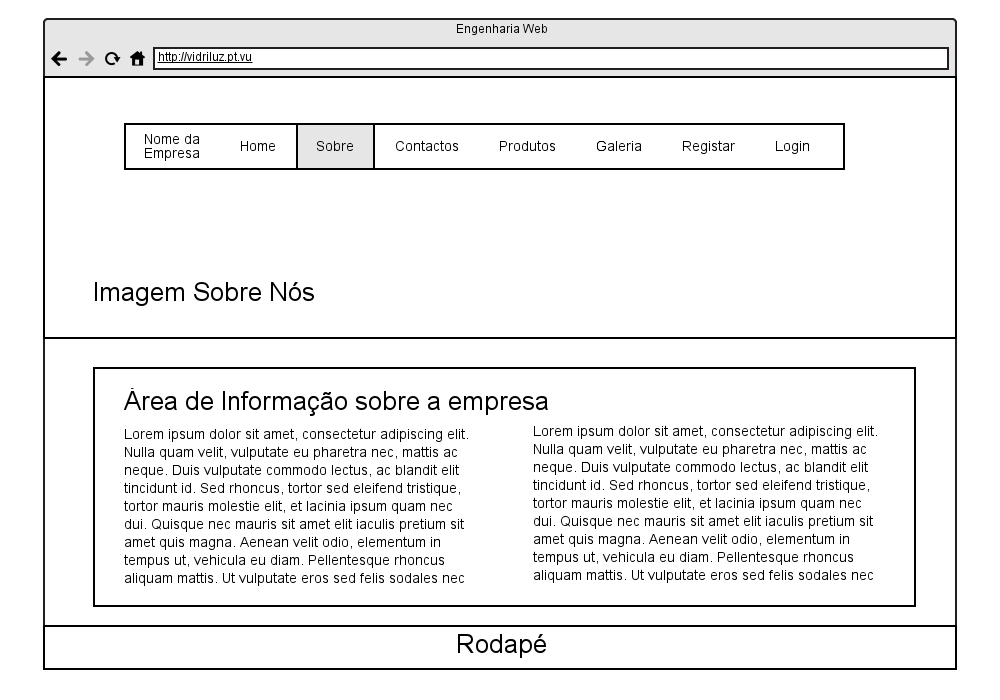 Engenharia Web
http://vidriluz.pt.vu
Nome da
Empresa
Home
Sobre
Contactos
Produtos
Galeria
Registar
Login
Imagem Sobre Nós
Área de Informação sobre a empresa
Lorem ipsum dolor sit amet, consectetur adipiscing elit.
Nulla quam velit, vulputate eu pharetra nec, mattis ac
neque. Duis vulputate commodo lectus, ac blandit elit
tincidunt id. Sed rhoncus, tortor sed eleifend tristique,
tortor mauris molestie elit, et lacinia ipsum quam nec
dui. Quisque nec mauris sit amet elit iaculis pretium sit
amet quis magna. Aenean velit odio, elementum in
tempus ut, vehicula eu diam. Pellentesque rhoncus
aliquam mattis. Ut vulputate eros sed felis sodales nec
Lorem ipsum dolor sit amet, consectetur adipiscing elit.
Nulla quam velit, vulputate eu pharetra nec, mattis ac
neque. Duis vulputate commodo lectus, ac blandit elit
tincidunt id. Sed rhoncus, tortor sed eleifend tristique,
tortor mauris molestie elit, et lacinia ipsum quam nec
dui. Quisque nec mauris sit amet elit iaculis pretium sit
amet quis magna. Aenean velit odio, elementum in
tempus ut, vehicula eu diam. Pellentesque rhoncus
aliquam mattis. Ut vulputate eros sed felis sodales nec
Rodapé